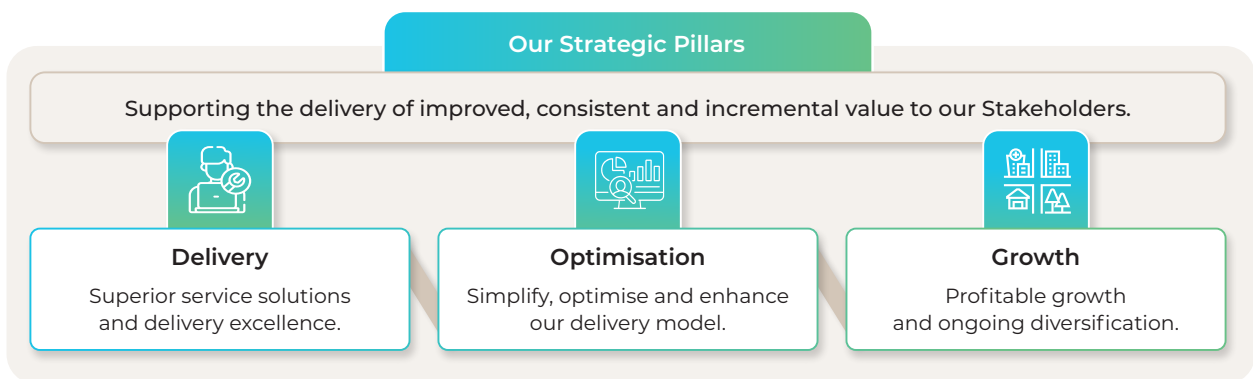 Our Strategic Pillars
Supporting the delivery of improved, consistent and incremental value to our Stakeholders.
Delivery
Superior service solutions
and delivery excellence.
Optimisation
Simplify, optimise and enhance
our delivery model.
Growth
Profitable growth
and ongoing diversification.